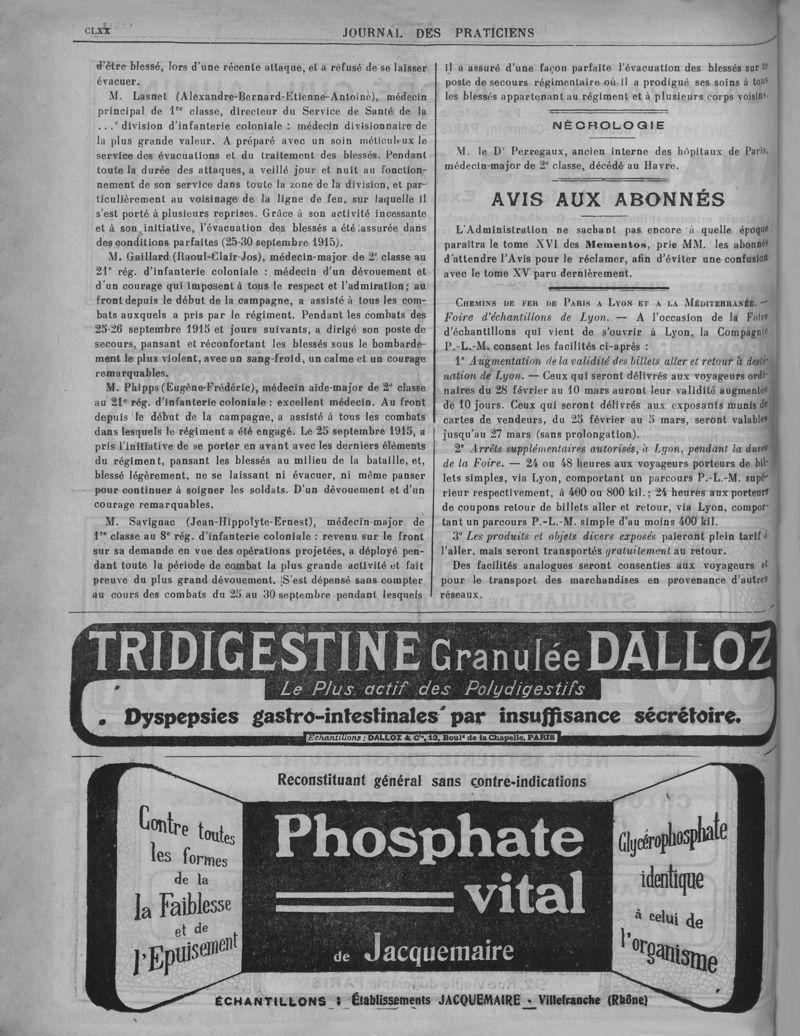 CLXX
JOURNAL DES PRATICIENS
d'être blessé, lors d'une récente attaque, et a refusé de se laisser
évacuer.
M. Lasnet (Alexandre-Bernard-Etienne-Antoine), médecin
principal de 1re classe, directeur du Service de Santé de la
...e division d'infanterie coloniale : médecin divisionnaire de
la plus grande valeur. A préparé avec un soin méticuleux le
service des évacuations et du traitement des blessés. Pendant
toute la durée des attaques, a veillé jour et nuit au fonction-
nement de son service dans toute la zone de la division, et par-
ticulièrement au voisinage de la ligne de feu, sur laquelle il
s'est porté à plusieurs reprises. Grâce à son activité incessante
et à son initiative, l'évacuation des blessés a été assurée dans
des conditions parfaites (25-30 septembre 1915).
M. Gaillard (Raoul-Clair-Jos), médecin-major de 2e classe au
21e rég. d'infanterie coloniale : médecin d'un dévouement et
d'un courage qui imposent à tous le respect et l'admiration; au
front depuis le début de la campagne, a assisté à tous les com-
bats auxquels a pris par le régiment. Pendant les combats des
25-26 septembre 1915 et jours suivants, a dirigé son poste de
secours, pansant et réconfortant les blessés sous le bombarde-
ment le plus violent, avec un sang-froid, un calme et un courage
remarquables.
M. Phipps (Eugène-Frédéric), médecin aide-major de 2e classe
au 21e rég. d'infanterie coloniale : excellent médecin. Au front
depuis le début de la campagne, a assisté à tous les combats
dans lesquels le régiment a été engagé. Le 25 septembre 1915, a
pris l'initiative de se porter en avant avec les derniers éléments
du régiment, pansant les blessés au milieu de la bataille, et,
blessé légèrement, ne se laissant ni évacuer, ni même panser
pour continuer à soigner les soldats. D'un dévouement et d'un
courage remarquables.
M. Savignac (Jean-Hippolyte-Ernest), médecin-major de
1re classe au 8e rég. d'infanterie coloniale : revenu sur le front
sur sa demande en vue des opérations projetées, a déployé pen-
dant toute la période de combat la plus grande activité et fait
preuve du plus grand dévouement. S'est dépensé sans compter
au cours des combats du 25 au 30 septembre pendant lesquels
il a assuré d'une façon parfaite l'évacuation des blessés sur le
poste de secours régimentaire où il a prodigué ses soins à tous
les blessés appartenant au régiment et à plusieurs corps voisins.
NÉCROLOGIE
M. le Dr Perregaux, ancien interne des hôpitaux de Paris,
médecin-major de 2e classe, décédé au Havre.
AVIS AUX ABONNÉS
L'Administration ne sachant pas encore à quelle époque
paraîtra le tome XVI des Mementos, prie MM. les abonnés
d'attendre l'Avis pour le réclamer, afin d'éviter une confusion
avec le tome XV paru dernièrement.
CHEMINS DE FER DE PARIS A LYON ET A LA MÉDITERRANÉE. —
Foire d'échantillons de Lyon. — A l'occasion de la Foire
d'échantillons qui vient de s'ouvrir à Lyon, la Compagnie
P.-L.-M. consent les facilités ci-après :
1° Augmentation de la validité des billets aller et retour à desti-
nation de Lyon. — Ceux qui seront délivrés aux voyageurs ordi-
naires du 28 février au 10 mars auront leur validité augmentée
de 10 jours. Ceux qui seront délivrés aux exposants munis de
cartes de vendeurs, du 25 février au 5 mars, seront valables
jusqu'au 27 mars (sans prolongation).
2° Arrêts supplémentaires autorisés, à Lyon, pendant la durée
de la Foire. — 24 ou 48 heures aux voyageurs porteurs de bil-
lets simples, via Lyon, comportant un parcours P.-L.-M. supé-
rieur respectivement, à 400 ou 800 kil.; 24 heures aux porteurs
de coupons retour de billets aller et retour, via Lyon, compor-
tant un parcours P.-L.-M. simple d'au moins 400 kil.
3° Les produits et objets divers exposés paieront plein tarif à
l'aller, mais seront transportés gratuitement au retour.
Des facilités analogues seront consenties aux voyageurs et
pour le transport des marchandises en provenance d'autres
réseaux.
TRIDIGESTINE Granulée DALLOZ
Le Plus actif des Polydigestifs
Dyspepsies gastro-intestinales par insuffisance sécrétoire.
Echantillons : DALLOZ & Cie, 13, Boulд de la Chapelle, PARIS
Reconstituant général sans contre-indications
Contre toutes
les formes
de la
la Faiblesse
et de
l'Epuisement
Phosphate
vital
de Jacquemaire
Glycérophosphate
identique
à celui de
l'organisme
ÉCHANTILLONS : Établissements JACQUEMAIRE - Villefranche (Rhône)